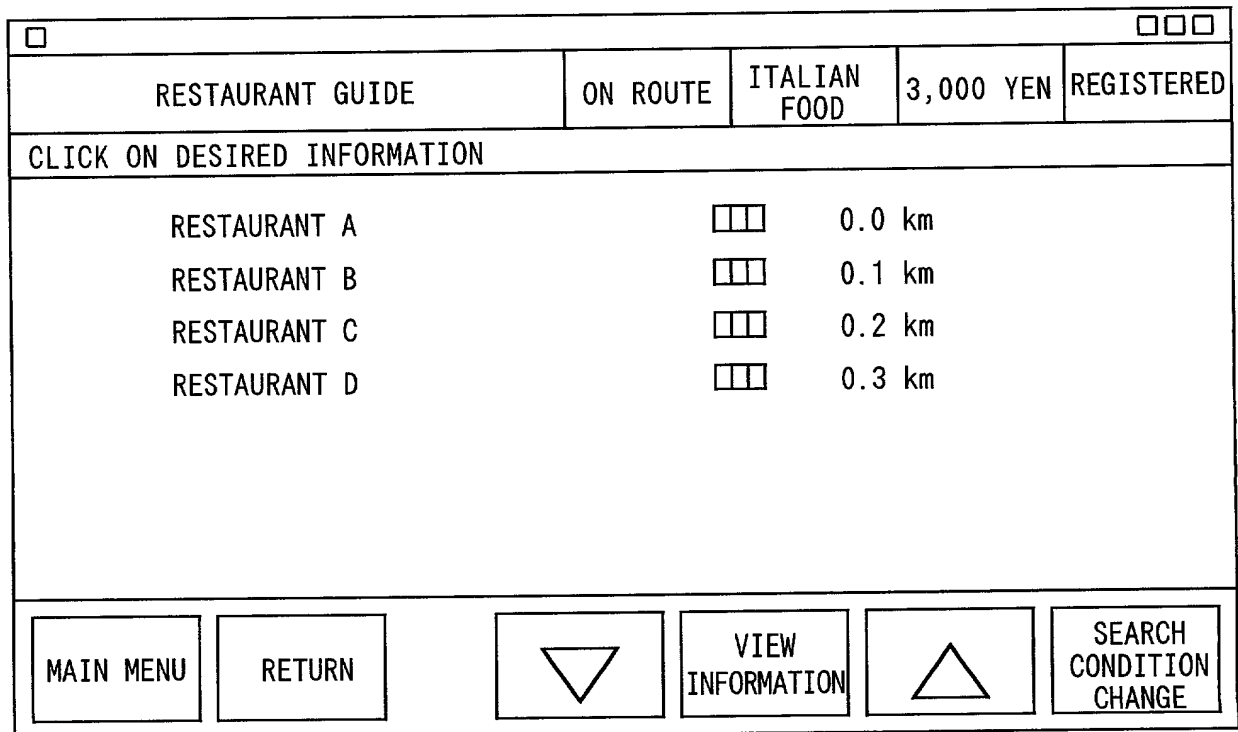 RESTAURANT GUIDE
ON ROUTE
ITALIAN
FOOD
3,000 YEN
REGISTERED
CLICK ON DESIRED INFORMATION
RESTAURANT A 0.0 km
RESTAURANT B 0.1 km
RESTAURANT C 0.2 km
RESTAURANT D 0.3 km
MAIN MENU
RETURN
VIEW
INFORMATION
SEARCH
CONDITION
CHANGE